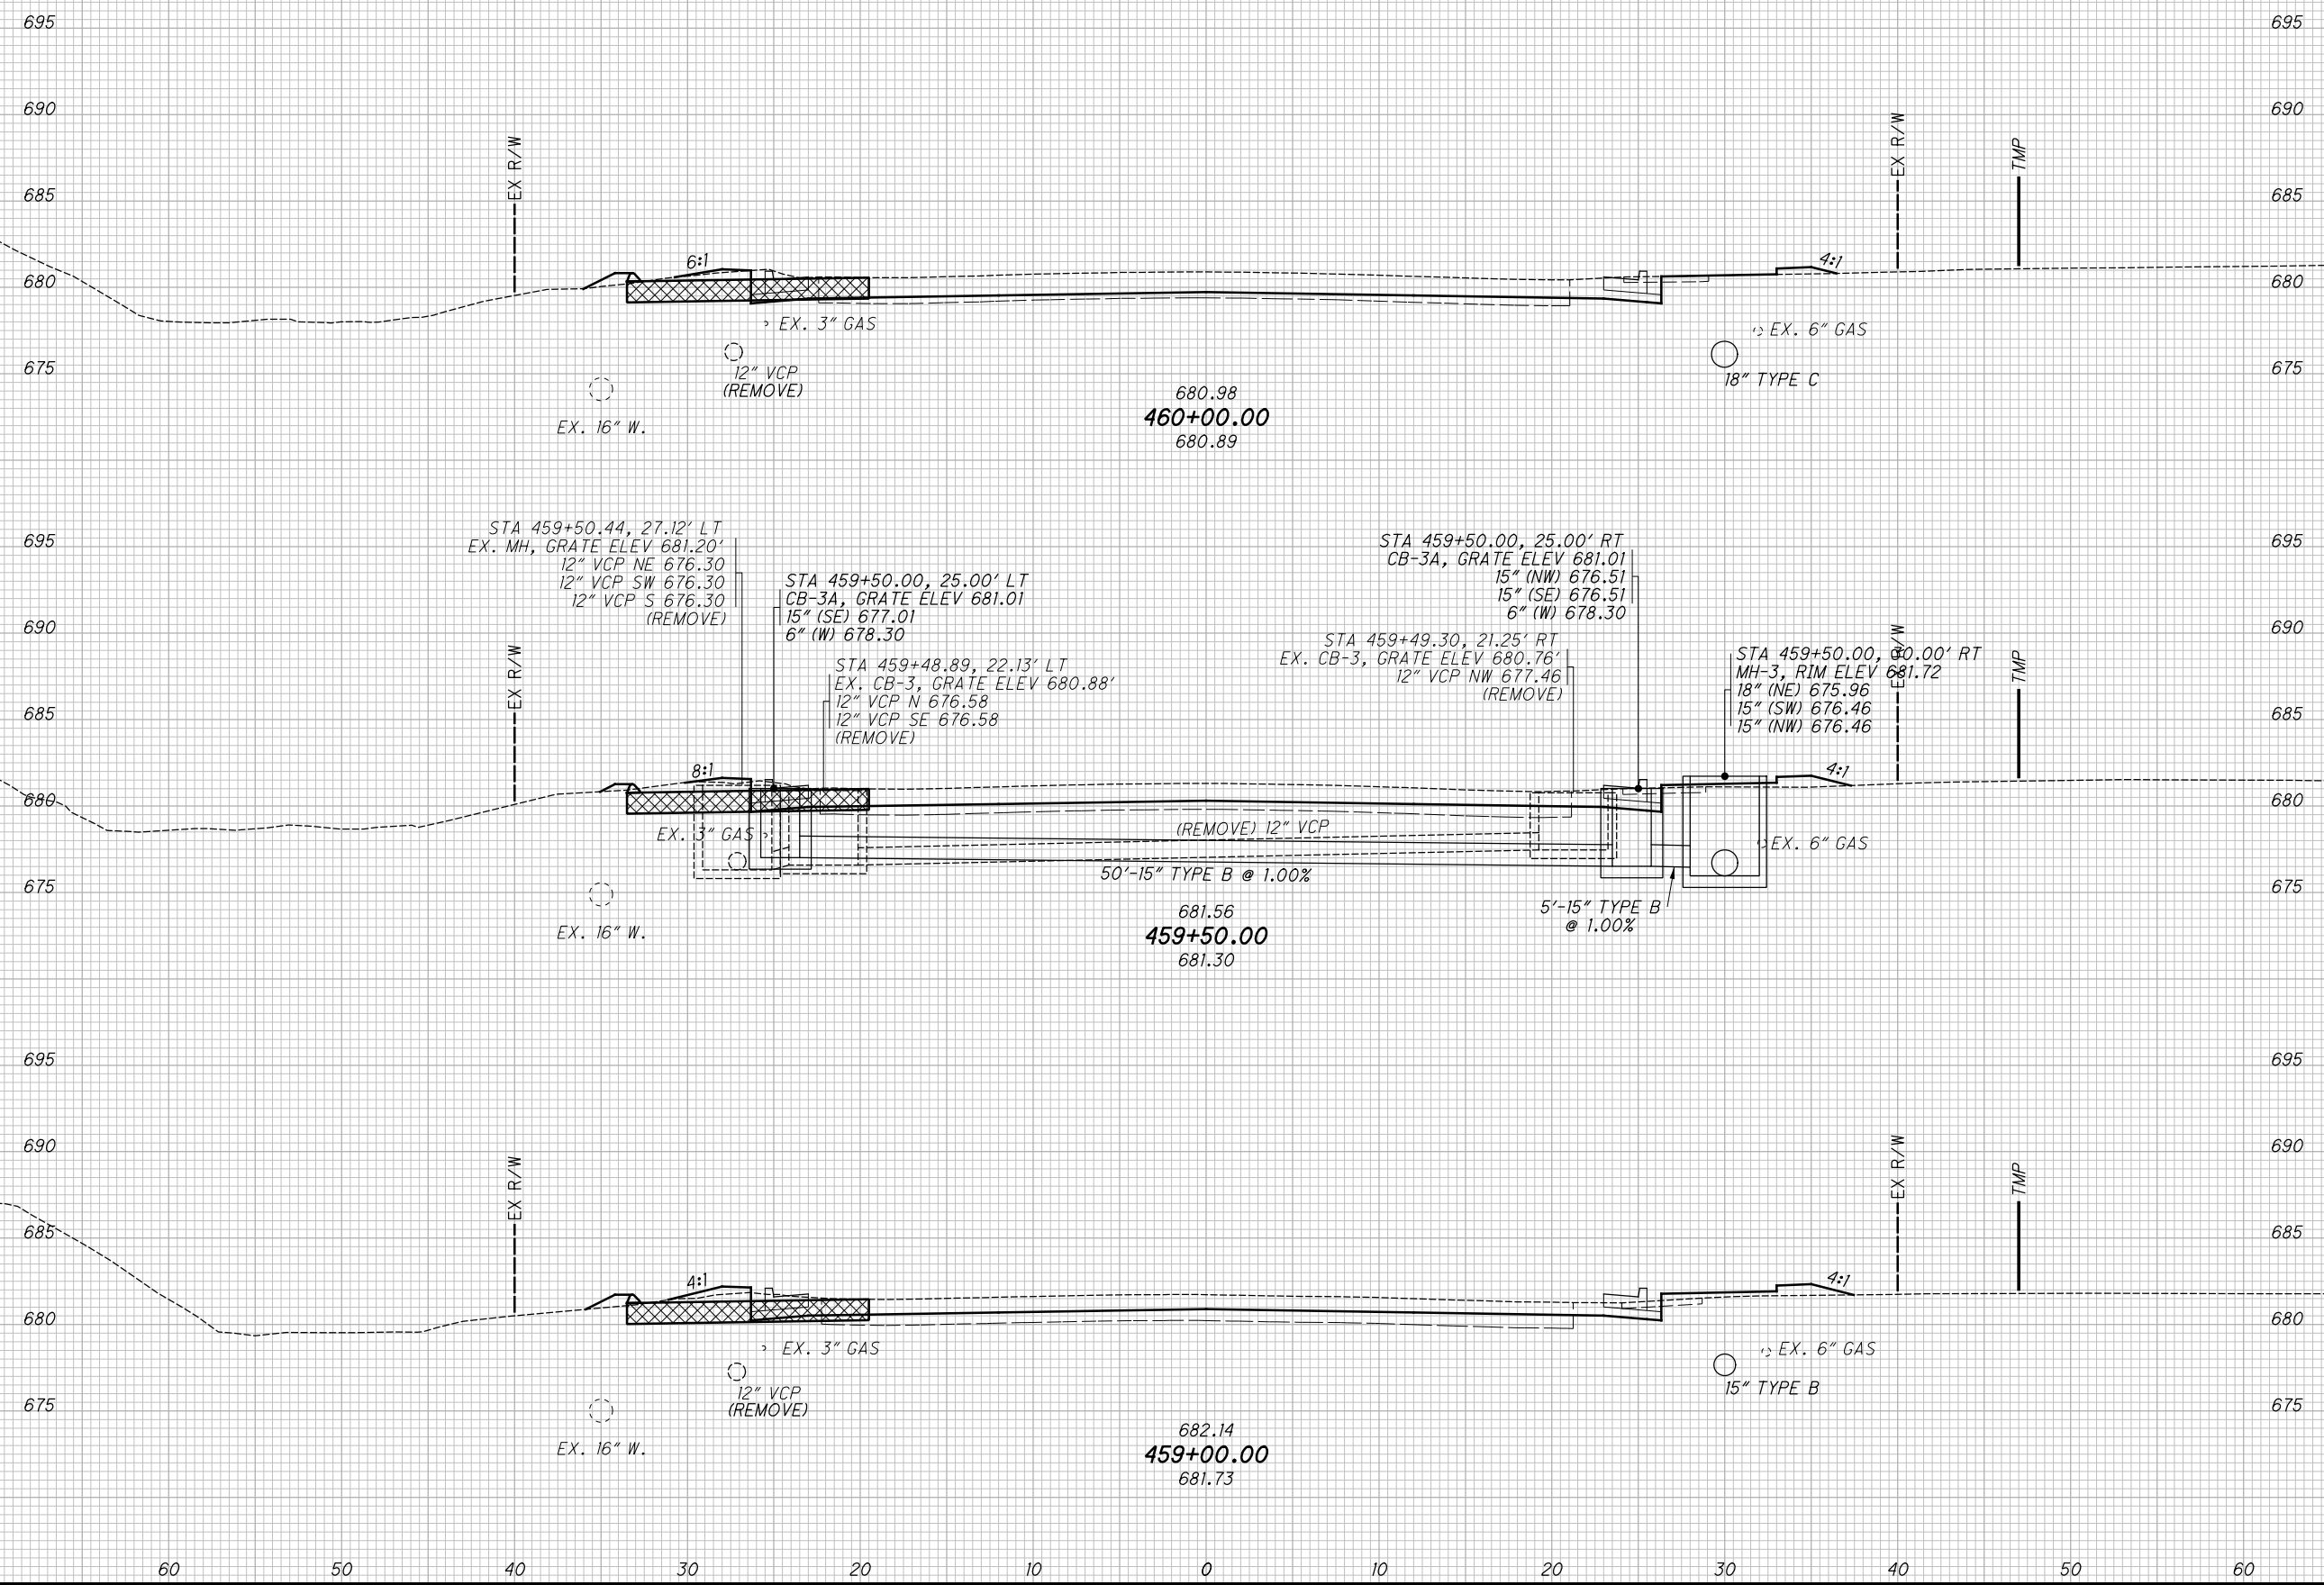 695 695
690 690
EX R/W
EX R/W
TMP
685 685
6:1
4:1
680 680
EX. 3" GAS
EX. 6" GAS
675 675
12" VCP
(REMOVE)
18" TYPE C
EX. 16" W.
680.98
460+00.00
680.89
695 695
STA 459+50.44, 27.12' LT
EX. MH, GRATE ELEV 681.20'
12" VCP NE 676.30
12" VCP SW 676.30
12" VCP S 676.30
(REMOVE)
STA 459+50.00, 25.00' LT
CB-3A, GRATE ELEV 681.01
15" (SE) 677.01
6" (W) 678.30
STA 459+48.89, 22.13' LT
EX. CB-3, GRATE ELEV 680.88'
12" VCP N 676.58
12" VCP SE 676.58
(REMOVE)
STA 459+50.00, 25.00' RT
CB-3A, GRATE ELEV 681.01
15" (NW) 676.51
15" (SE) 676.51
6" (W) 678.30
STA 459+49.30, 21.25' RT
EX. CB-3, GRATE ELEV 680.76'
12" VCP NW 677.46
(REMOVE)
STA 459+50.00, 30.00' RT
MH-3, RIM ELEV 681.72
18" (NE) 675.96
15" (SW) 676.46
15" (NW) 676.46
690 690
EX R/W
EX R/W
TMP
685 685
8:1
4:1
680 680
EX. 3" GAS
(REMOVE) 12" VCP
EX. 6" GAS
675 675
50'-15" TYPE B @ 1.00%
5'-15" TYPE B
@ 1.00%
EX. 16" W.
681.56
459+50.00
681.30
695 695
690 690
EX R/W
EX R/W
TMP
685 685
4:1
4:1
680 680
EX. 3" GAS
EX. 6" GAS
12" VCP
(REMOVE)
15" TYPE B
675 675
EX. 16" W.
682.14
459+00.00
681.73
60 50 40 30 20 10 0 10 20 30 40 50 60